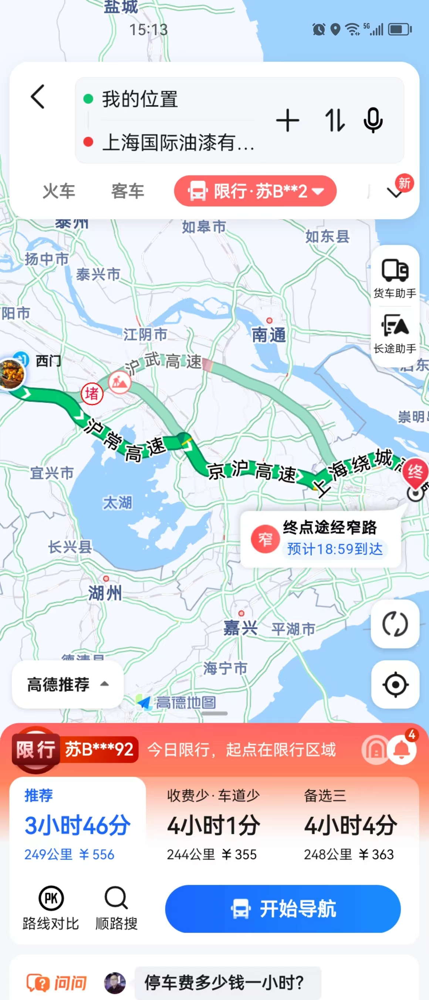 盐城
15:13
5G
我的位置
上海国际油漆有...
火车
客车
限行·苏B**2
新
泰州
如皋市
如东县
扬中市
泰兴市
货车助手
阳市
江阴市
南通
长途助手
西门
沪武高速
启东
堵
崇明岛
沪常高速
宜兴市
京沪高速
上海绕城高
终
太湖
窄
终点途经窄路
预计18:59到达
长兴县
湖州
嘉兴
平湖市
德清县
海宁市
高德推荐
高德地图
限行
苏B***92
今日限行，起点在限行区域
4
推荐
收费少·车道少
备选三
3小时46分
4小时1分
4小时4分
249公里 ¥556
244公里 ¥355
248公里 ¥363
PK
路线对比
顺路搜
开始导航
问问
停车费多少钱一小时?